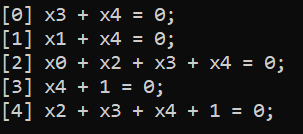 [0] x3 + x4 = 0;
[1] x1 + x4 = 0;
[2] x0 + x2 + x3 + x4 = 0;
[3] x4 + 1 = 0;
[4] x2 + x3 + x4 + 1 = 0;